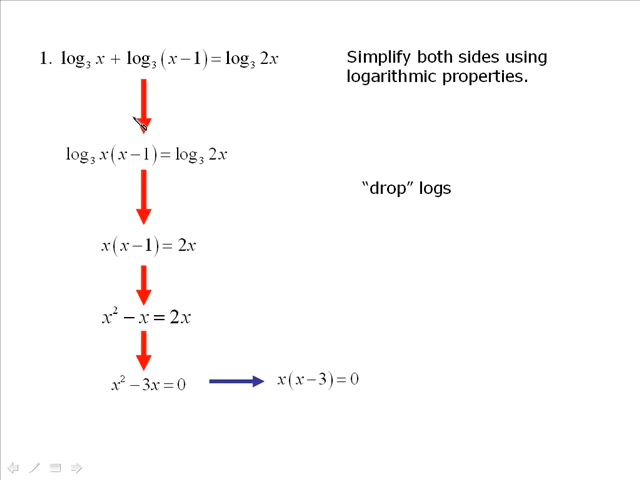 1. log₃ x + log₃ (x − 1) = log₃ 2x
Simplify both sides using
logarithmic properties.
log₃ x(x − 1) = log₃ 2x
“drop” logs
x(x − 1) = 2x
x² − x = 2x
x² − 3x = 0
x(x − 3) = 0